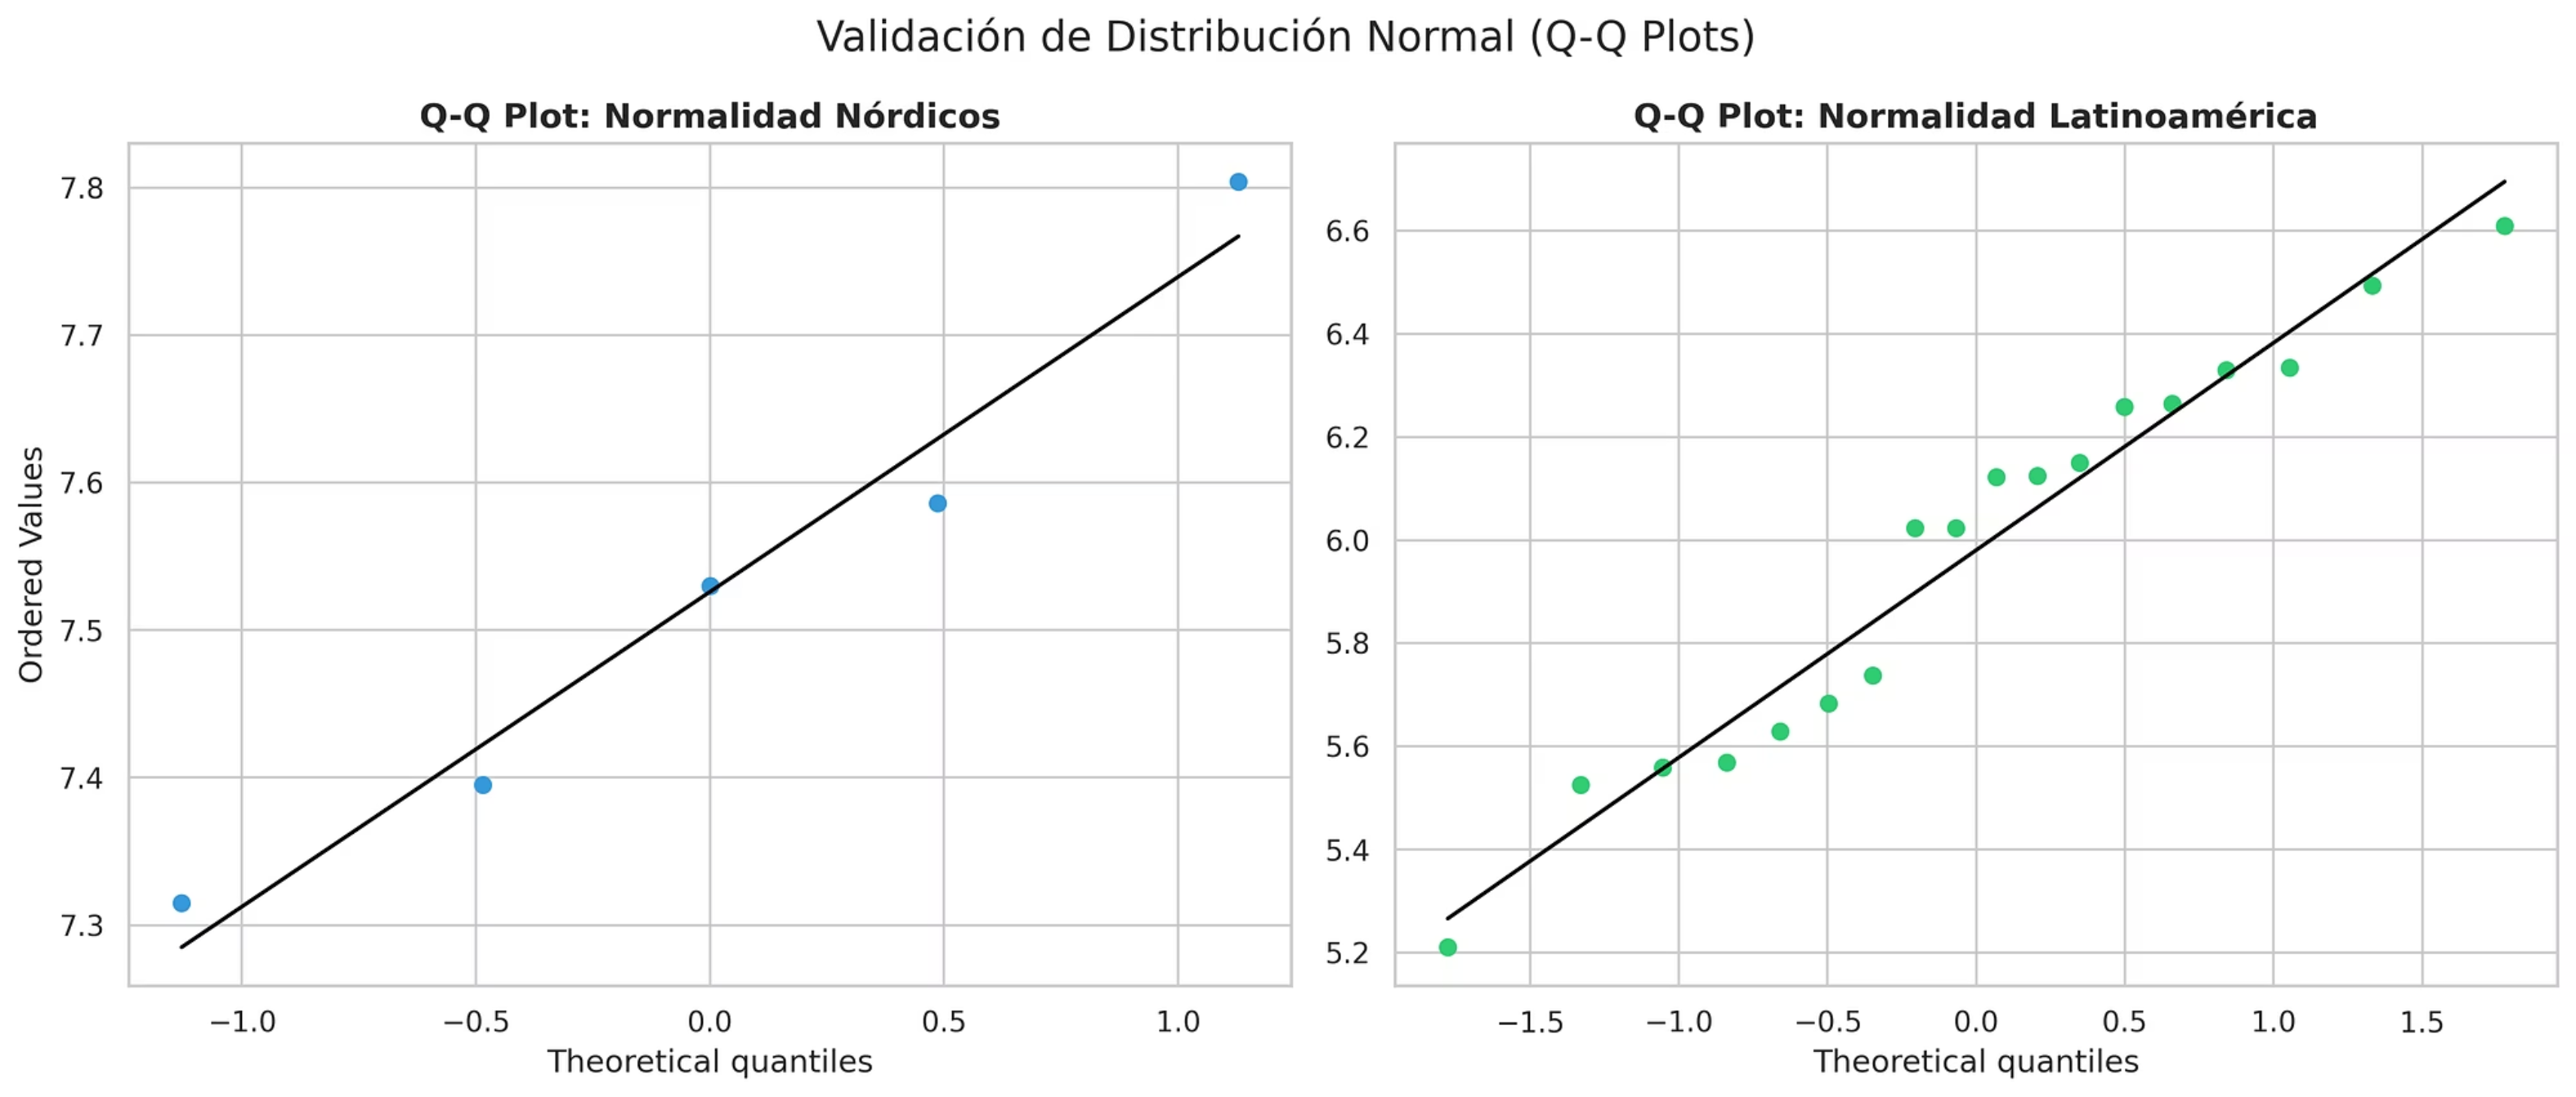 Validación de Distribución Normal (Q-Q Plots)
Q-Q Plot: Normalidad Nórdicos
Ordered Values
7.8
7.7
7.6
7.5
7.4
7.3
−1.0 −0.5 0.0 0.5 1.0
Theoretical quantiles
Q-Q Plot: Normalidad Latinoamérica
6.6
6.4
6.2
6.0
5.8
5.6
5.4
5.2
−1.5 −1.0 −0.5 0.0 0.5 1.0 1.5
Theoretical quantiles